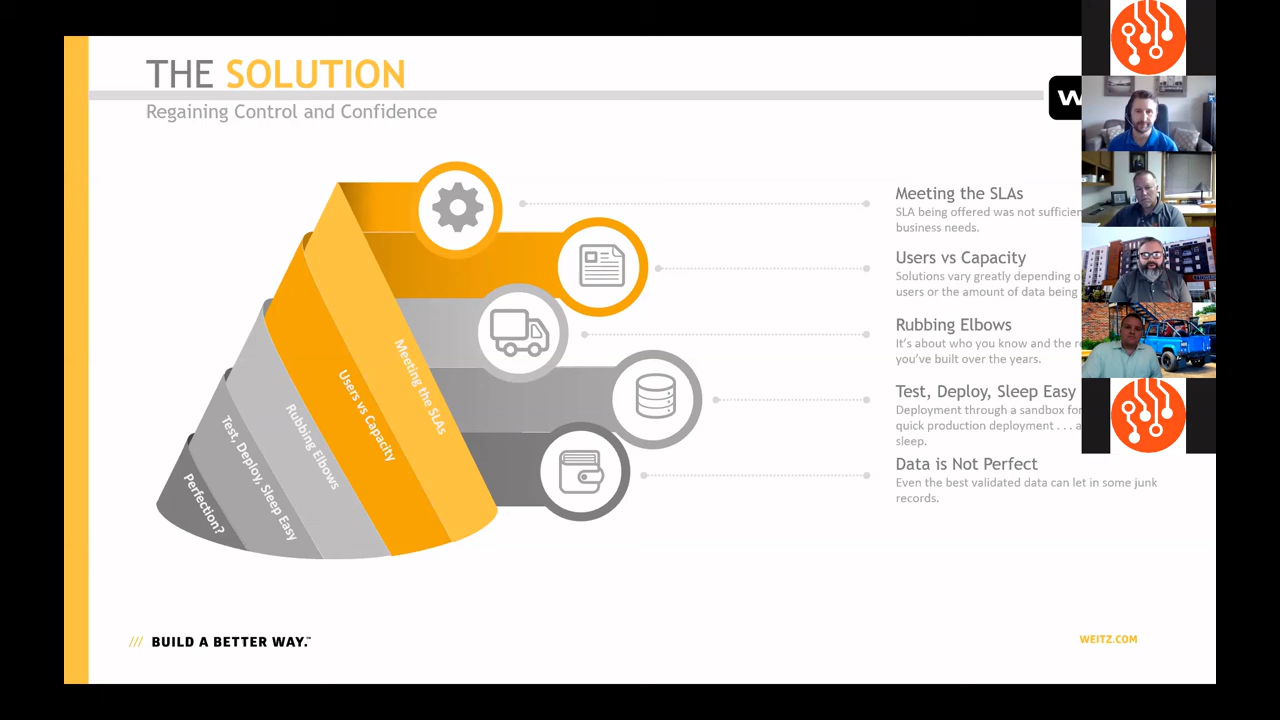 THE SOLUTION
Regaining Control and Confidence
W
Meeting the SLAs
SLA being offered was not
business needs.
Users vs Capacity
Solutions vary greatly depending
users or the amount of data being
Rubbing Elbows
It's about who you know and the
you've built over the years.
Test, Deploy, Sleep Easy
Deployment through a sandbox
quick production deployment . . .
sleep.
Data is Not Perfect
Even the best validated data can let in some junk
records.
Meeting the SLAs
Users vs Capacity
Rubbing Elbows
Test, Deploy, Sleep Easy
Perfection?
/// BUILD A BETTER WAY.™
WEITZ.COM